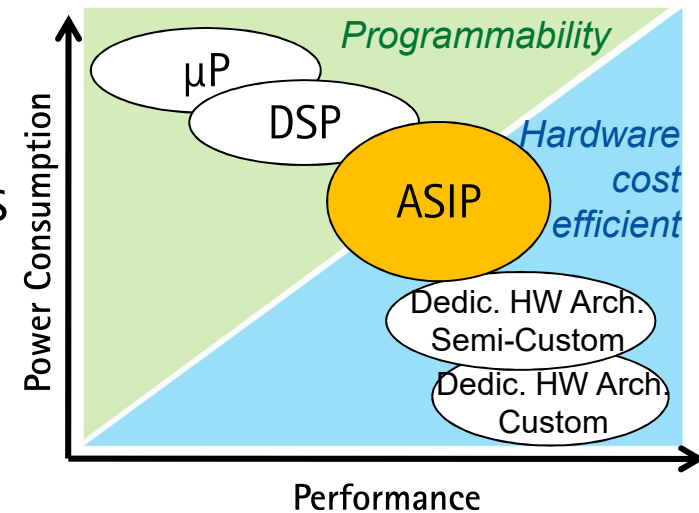 Programmability
µP
DSP
Hardware
cost
efficient
ASIP
Dedic. HW Arch.
Semi-Custom
Dedic. HW Arch.
Custom
Power Consumption
Performance